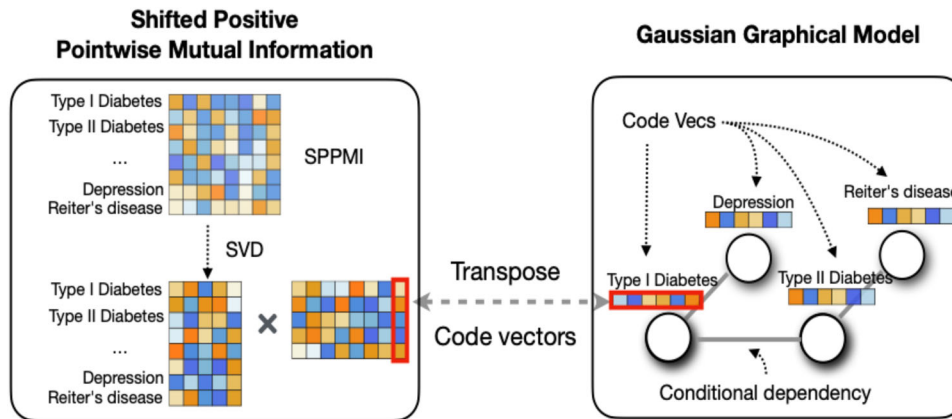 Shifted Positive
Pointwise Mutual Information
Type I Diabetes
Type II Diabetes
...
Depression
Reiter's disease
SPPMI
SVD
Type I Diabetes
Type II Diabetes
...
Depression
Reiter's disease
×
Transpose
Code vectors
Gaussian Graphical Model
Code Vecs
Depression
Reiter's disease
Type I Diabetes
Type II Diabetes
Conditional dependency